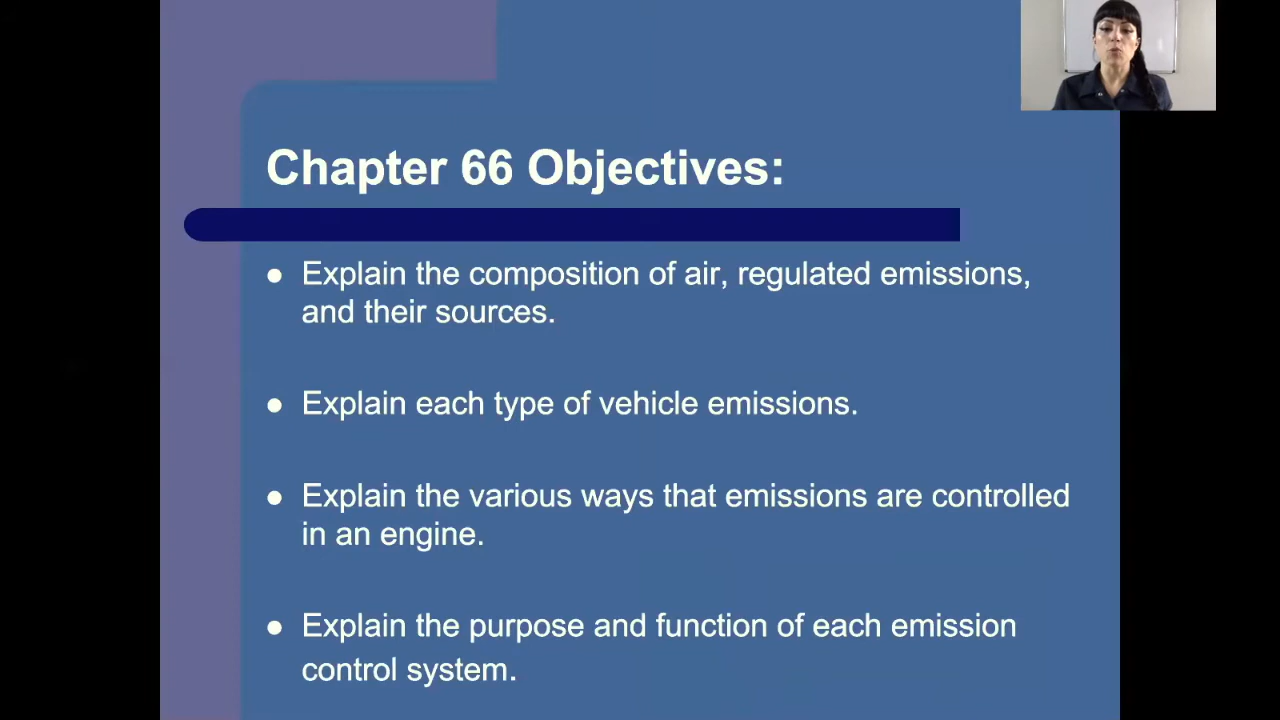 Chapter 66 Objectives:
● Explain the composition of air, regulated emissions,
and their sources.
● Explain each type of vehicle emissions.
● Explain the various ways that emissions are controlled
in an engine.
● Explain the purpose and function of each emission
control system.